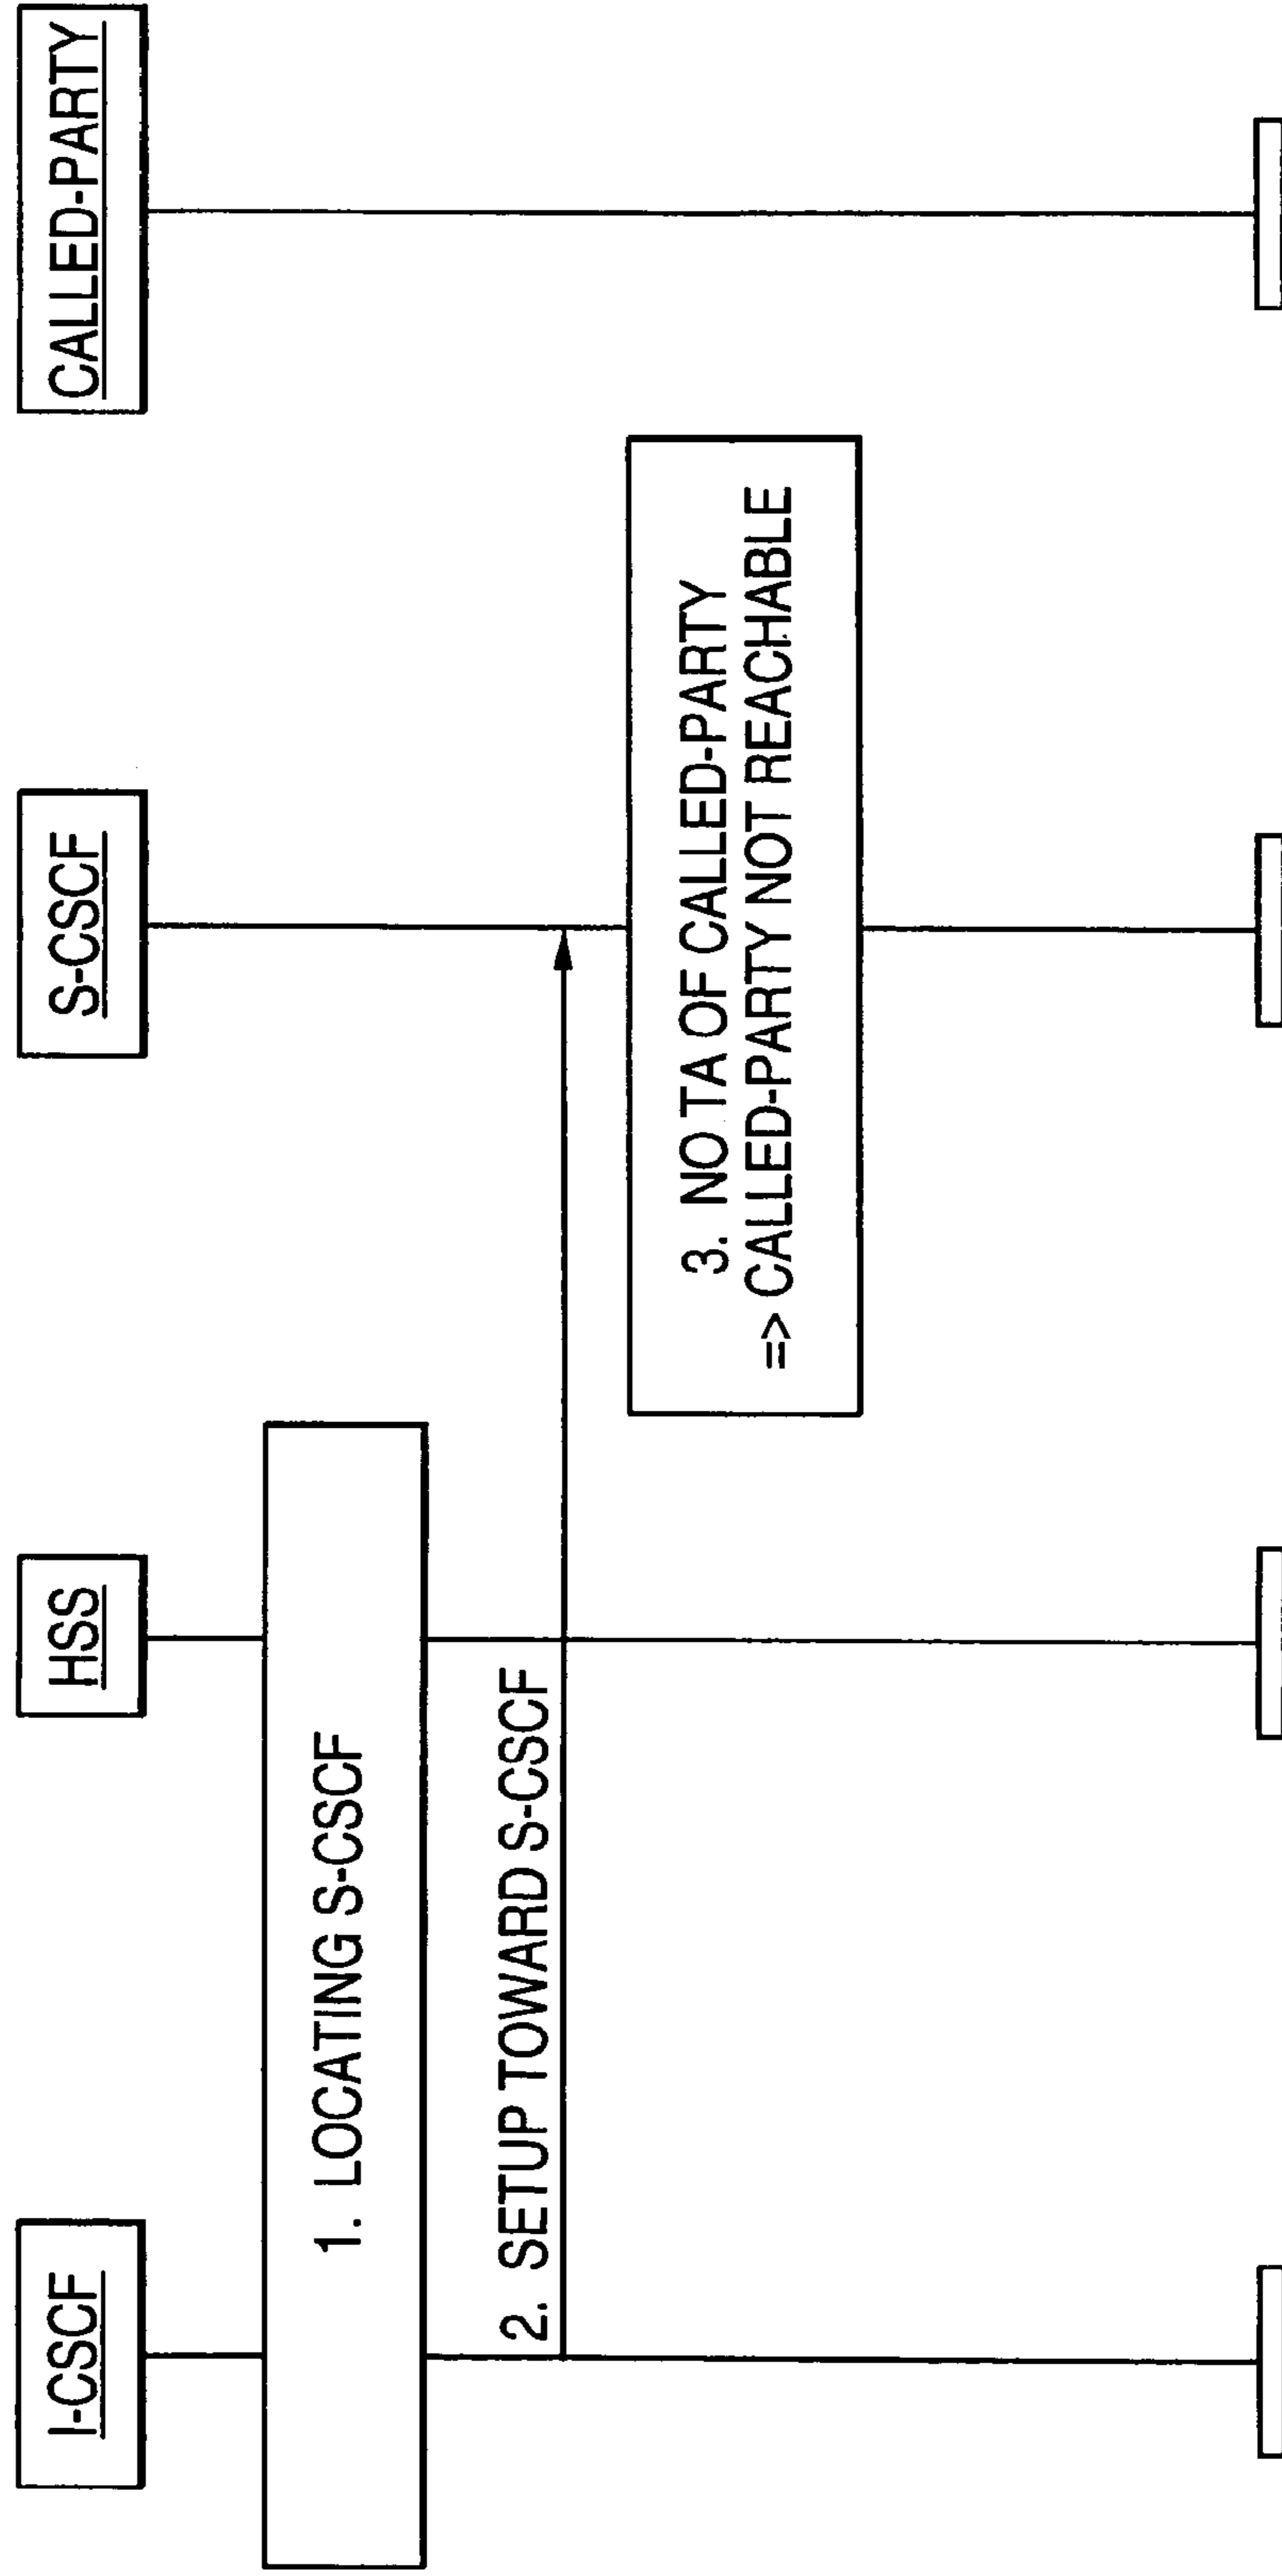 I-CSCF
HSS
S-CSCF
CALLED-PARTY
1. LOCATING S-CSCF
2. SETUP TOWARD S-CSCF
3. NO TA OF CALLED-PARTY
=> CALLED-PARTY NOT REACHABLE